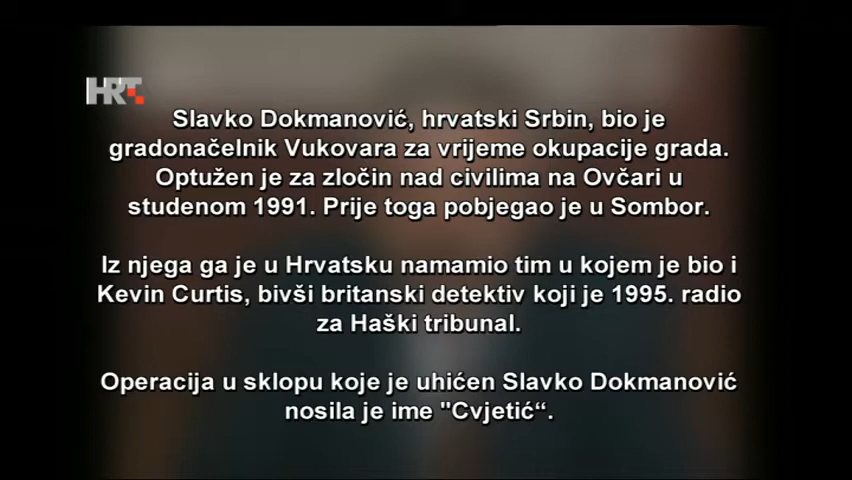 HRT
Slavko Dokmanović, hrvatski Srbin, bio je
gradonačelnik Vukovara za vrijeme okupacije grada.
Optužen je za zločin nad civilima na Ovčari u
studenom 1991. Prije toga pobjegao je u Sombor.
Iz njega ga je u Hrvatsku namamio tim u kojem je bio i
Kevin Curtis, bivši britanski detektiv koji je 1995. radio
za Haški tribunal.
Operacija u sklopu koje je uhićen Slavko Dokmanović
nosila je ime "Cvjetić“.